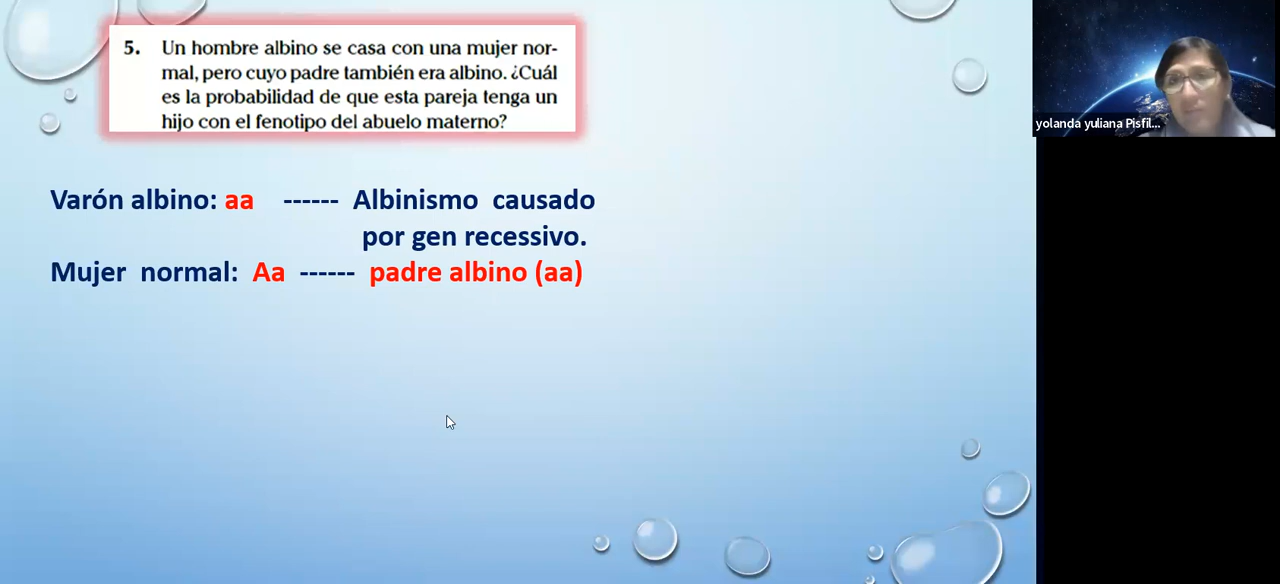 5. Un hombre albino se casa con una mujer nor-
mal, pero cuyo padre también era albino. ¿Cuál
es la probabilidad de que esta pareja tenga un
hijo con el fenotipo del abuelo materno?
Varón albino: aa ------ Albinismo causado
por gen recessivo.
Mujer normal: Aa ------ padre albino (aa)
yolanda yuliana Pisfil...